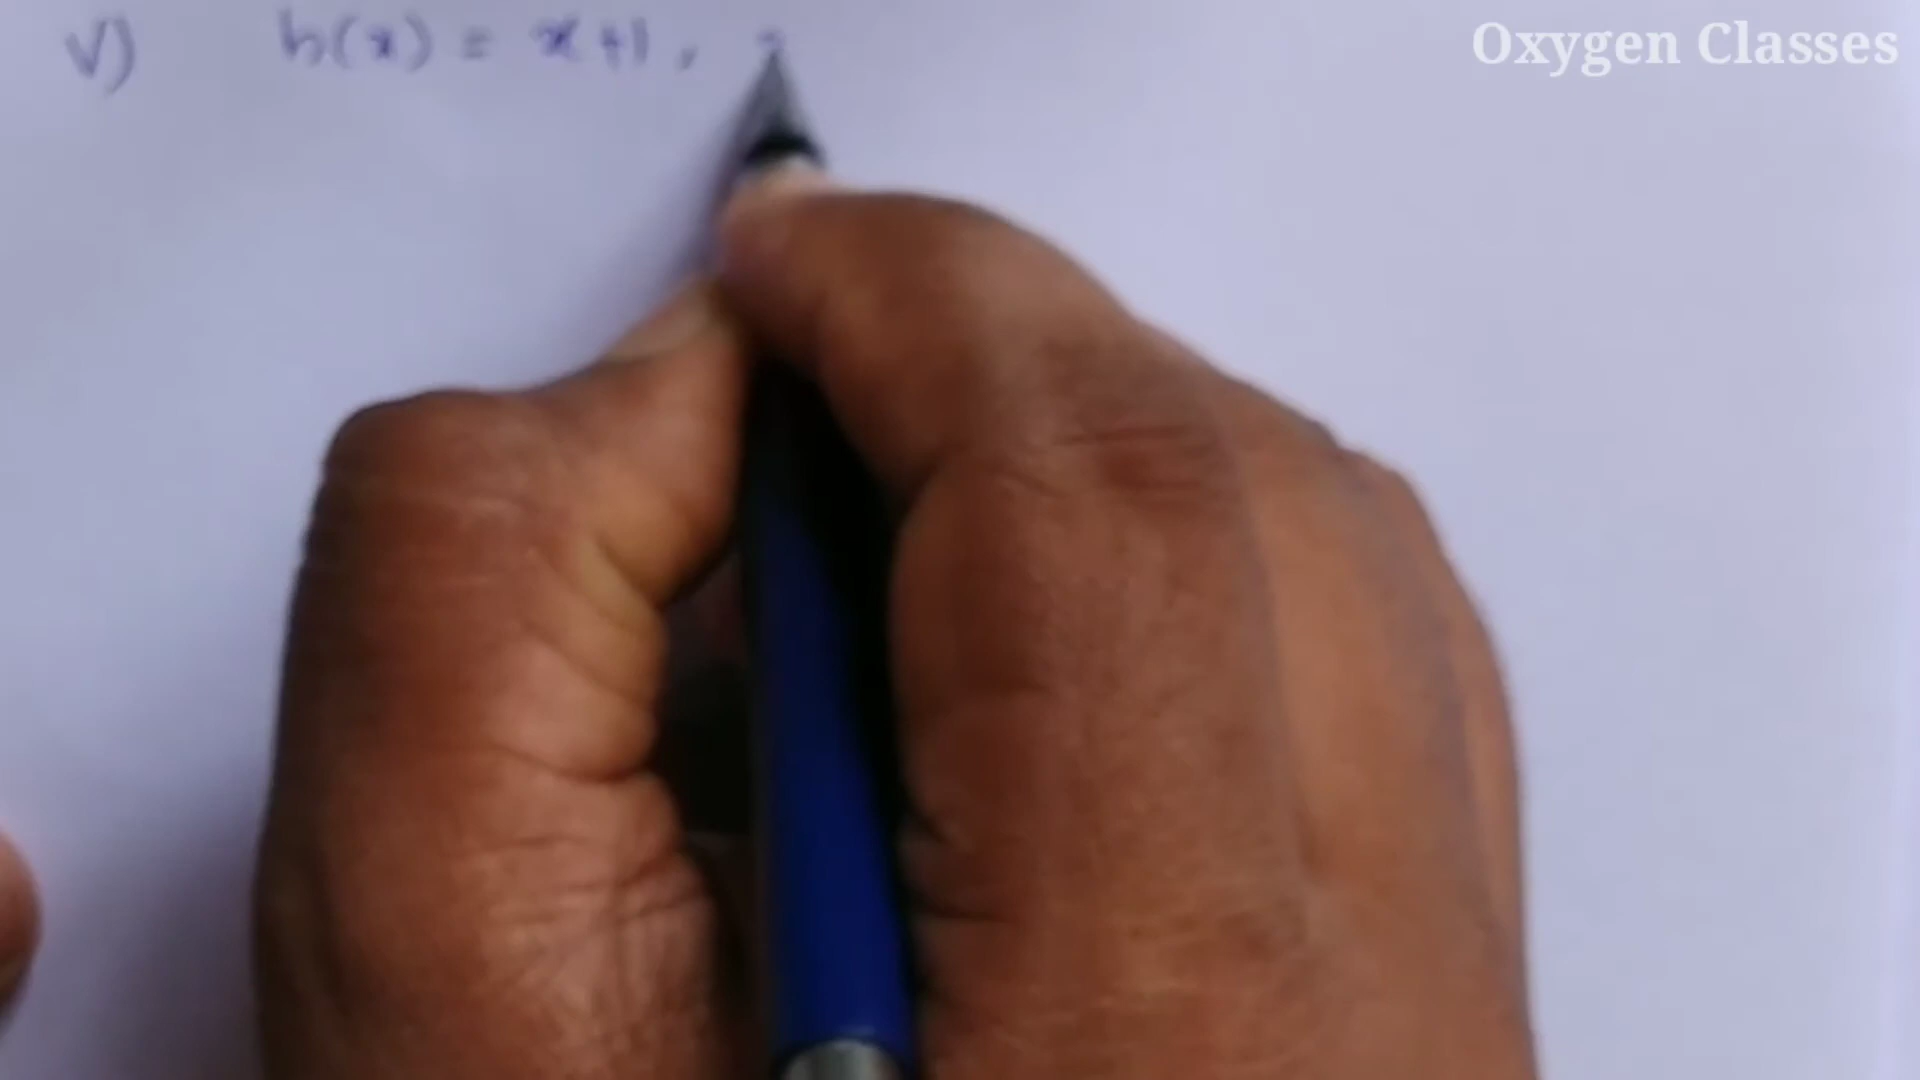 v) h(x) = x+1,
Oxygen Classes